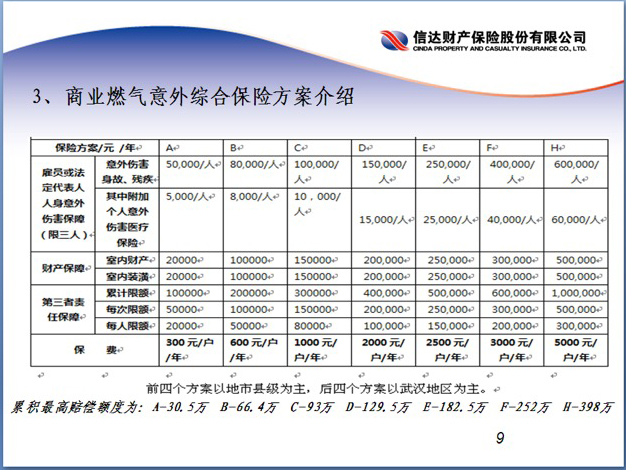 信达财产保险股份有限公司
CINDA PROPERTY AND CASUALTY INSURANCE CO., LTD.
3、商业燃气意外综合保险方案介绍
保险方案/元 /年 A B C D E F H
雇员或法定代表人人身意外伤害保障（限三人） 意外伤害身故、残疾 50,000/人 80,000/人 100,000/人 150,000/人 250,000/人 400,000/人 600,000/人
其中附加个人意外伤害医疗保险 5,000/人 8,000/人 10，000/人 15,000/人 25,000/人 40,000/人 60,000/人
财产保障 室内财产 20000 100000 150000 200,000 250,000 300,000 500,000
室内装潢 20000 100000 150000 200,000 250,000 300,000 500,000
第三者责任保障 累计限额 100000 200000 300000 400,000 500,000 600,000 1,000,000
每次限额 50000 100000 150000 200,000 250,000 300,000 500,000
每人限额 20000 50000 80000 100,000 150,000 200,000 300,000
保 费 300 元/户/年 600 元/户/年 1000 元/户/年 2000 元/户/年 2500 元/户/年 3000 元/户/年 5000 元/户/年
前四个方案以地市县级为主，后四个方案以武汉地区为主。
累积最高赔偿额度为: A-30.5万 B-66.4万 C-93万 D-129.5万 E-182.5万 F-252万 H-398万
9